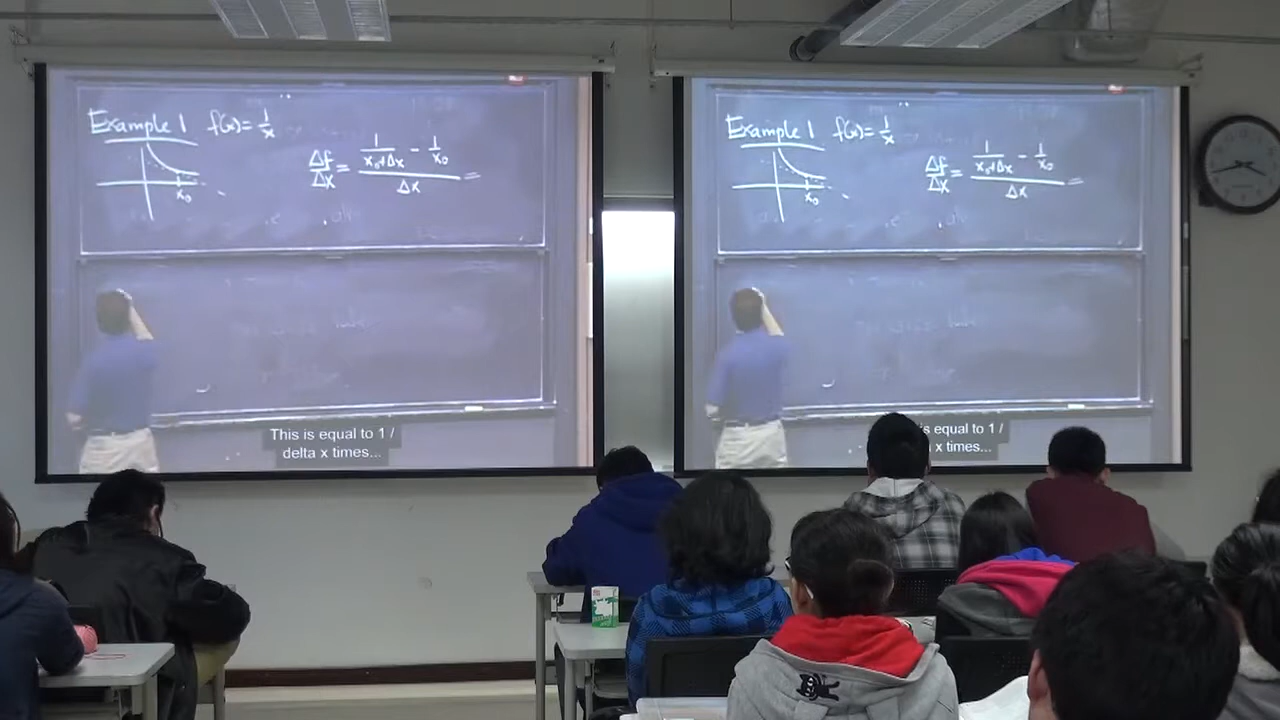 Example 1 f(x) = 1/x
Δf/Δx = (1/(x₀+Δx) - 1/x₀)/Δx =
x₀
This is equal to 1 /
delta x times...
Example 1 f(x) = 1/x
Δf/Δx = (1/(x₀+Δx) - 1/x₀)/Δx =
x₀
s equal to 1 /
x times...